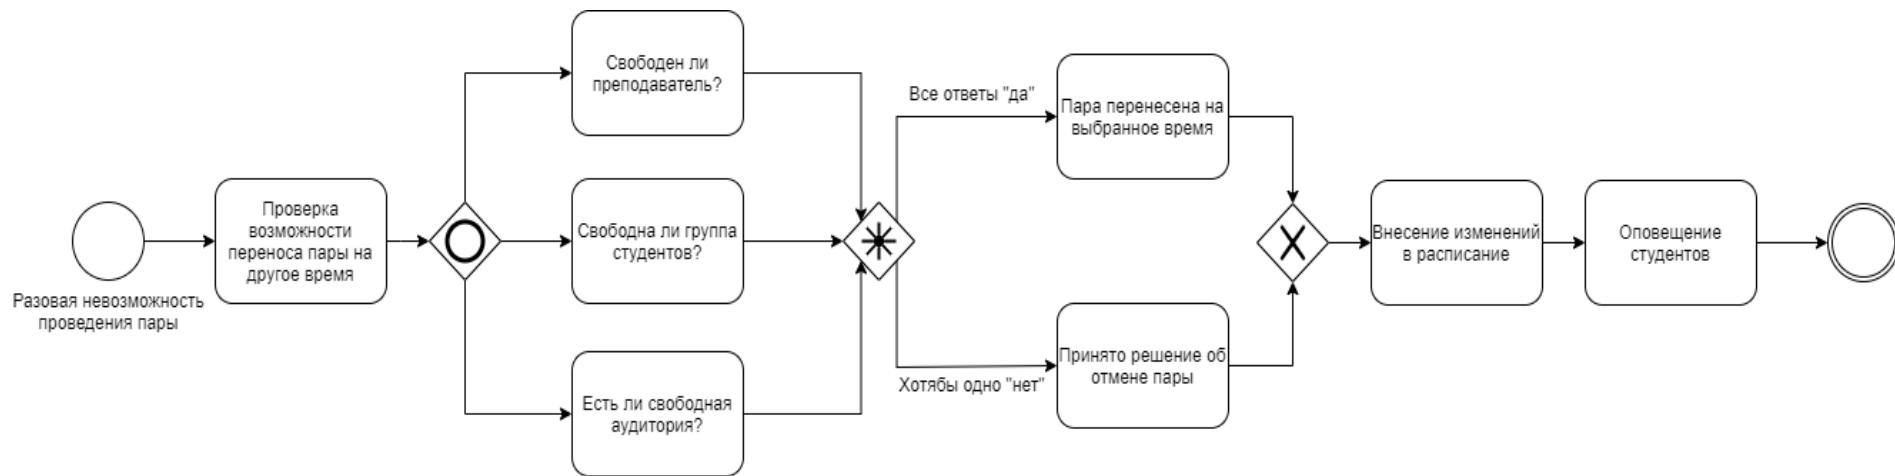 Разовая невозможность
проведения пары
Проверка
возможности
переноса пары на
другое время
Свободен ли
преподаватель?
Свободна ли группа
студентов?
Есть ли свободная
аудитория?
Все ответы "да"
Хотябы одно "нет"
Пара перенесена на
выбранное время
Принято решение об
отмене пары
Внесение изменений
в расписание
Оповещение
студентов